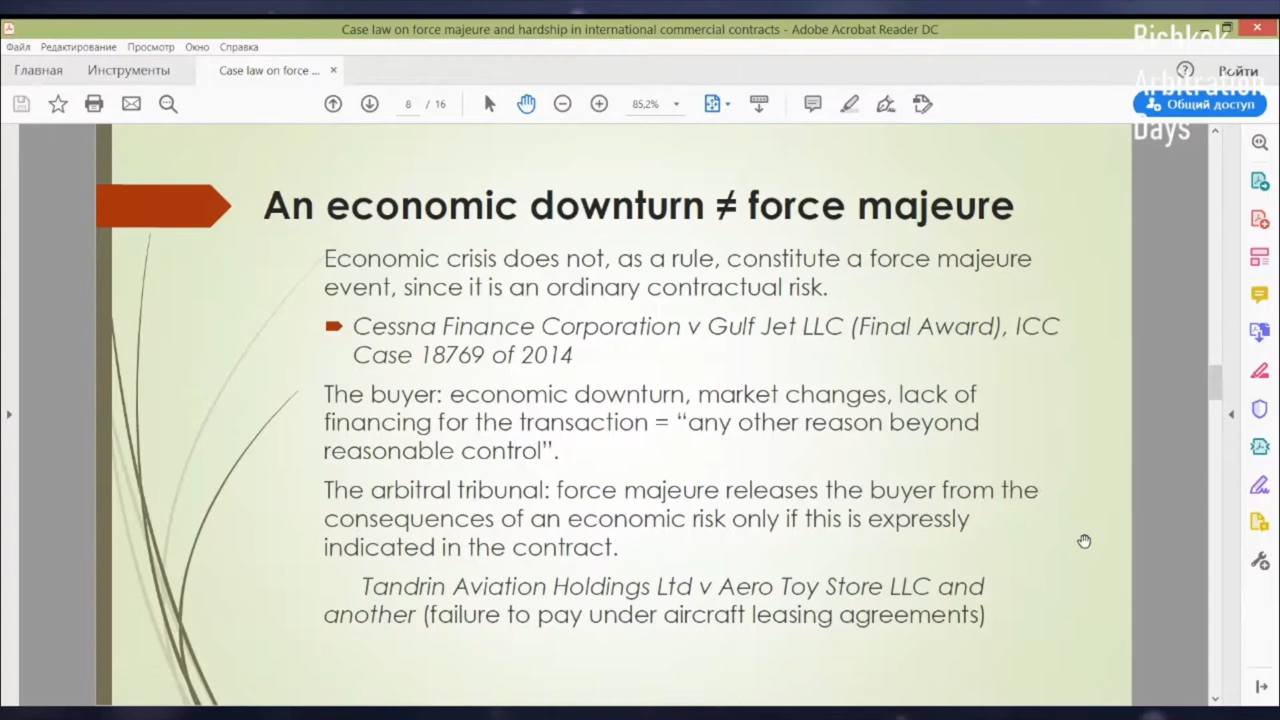 Case law on force majeure and hardship in international commercial contracts - Adobe Acrobat Reader DC
Файл Редактирование Просмотр Окно Справка
Главная Инструменты Case law on force ... × Войти
8 / 16 85,2% Общий доступ
Bishkek
Arbitration
Days
An economic downturn ≠ force majeure
Economic crisis does not, as a rule, constitute a force majeure
event, since it is an ordinary contractual risk.
Cessna Finance Corporation v Gulf Jet LLC (Final Award), ICC
Case 18769 of 2014
The buyer: economic downturn, market changes, lack of
financing for the transaction = “any other reason beyond
reasonable control”.
The arbitral tribunal: force majeure releases the buyer from the
consequences of an economic risk only if this is expressly
indicated in the contract.
Tandrin Aviation Holdings Ltd v Aero Toy Store LLC and
another (failure to pay under aircraft leasing agreements)